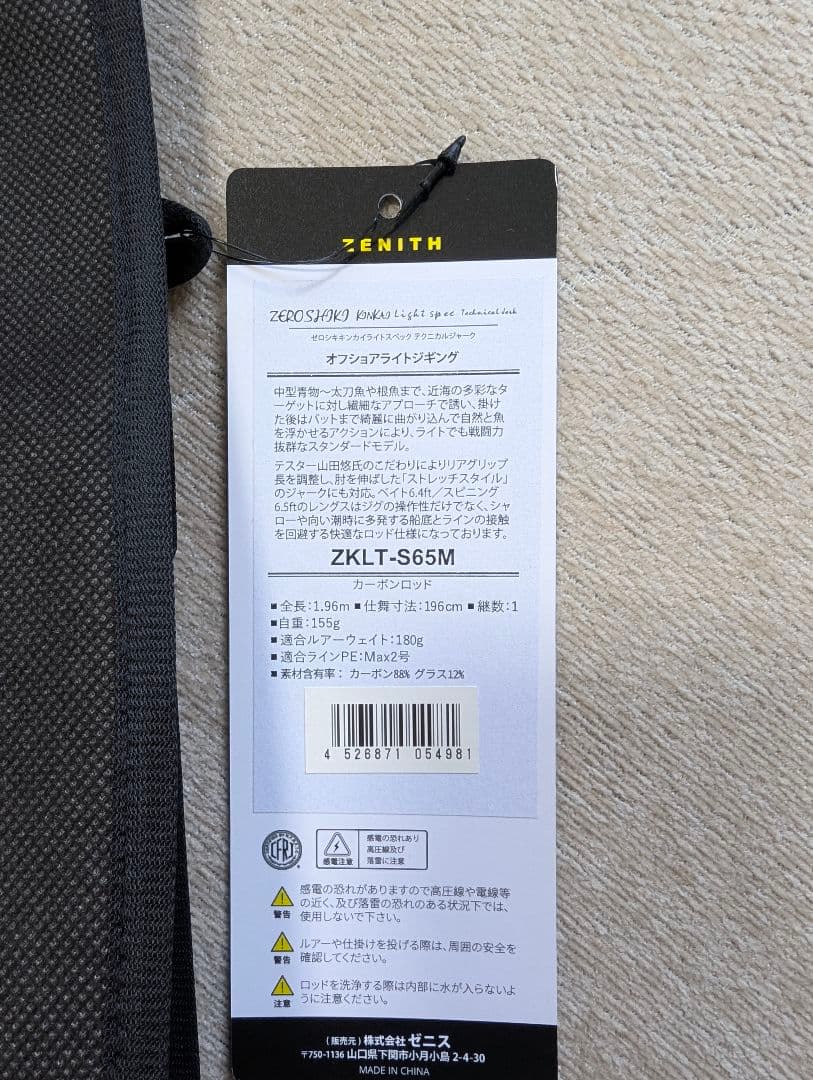 ZENITH
ZEROSHIKI KINKAI Light spec Technical Jerk
ゼロシキキンカイライトスペック テクニカルジャーク
オフショアライトジギング
中型青物～太刀魚や根魚まで、近海の多彩なタ
ーゲットに対し繊細なアプローチで誘い、掛け
た後はバットまで綺麗に曲がり込んで自然と魚
を浮かせるアクションにより、ライトでも戦闘力
抜群なスタンダードモデル。
テスター山田悠氏のこだわりによりリアグリップ
長を調整し、肘を伸ばした「ストレッチスタイル」
のジャークにも対応。ベイト6.4ft／スピニング
6.5ftのレングスはジグの操作性だけでなく、シャ
ローや向い潮時に多発する船底とラインの接触
を回避する快適なロッド仕様になっております。
ZKLT-S65M
カーボンロッド
■全長：1.96m ■仕舞寸法：196cm ■継数：1
■自重：155g
■適合ルアーウェイト：180g
■適合ラインPE：Max2号
■素材含有率： カーボン88% グラス12%
4 526871 054981
CFRJ
感電注意
感電の恐れあり
高圧線及び
落雷に注意
警告
感電の恐れがありますので高圧線や電線等
の近く、及び落雷の恐れのある状況下では、
使用しないで下さい。
警告
ルアーや仕掛けを投げる際は、周囲の安全を
確認してください。
注意
ロッドを洗浄する際は内部に水が入らないよ
うに注意ください。
（販売元）株式会社 ゼニス
〒750-1136 山口県下関市小月小島 2-4-30
MADE IN CHINA